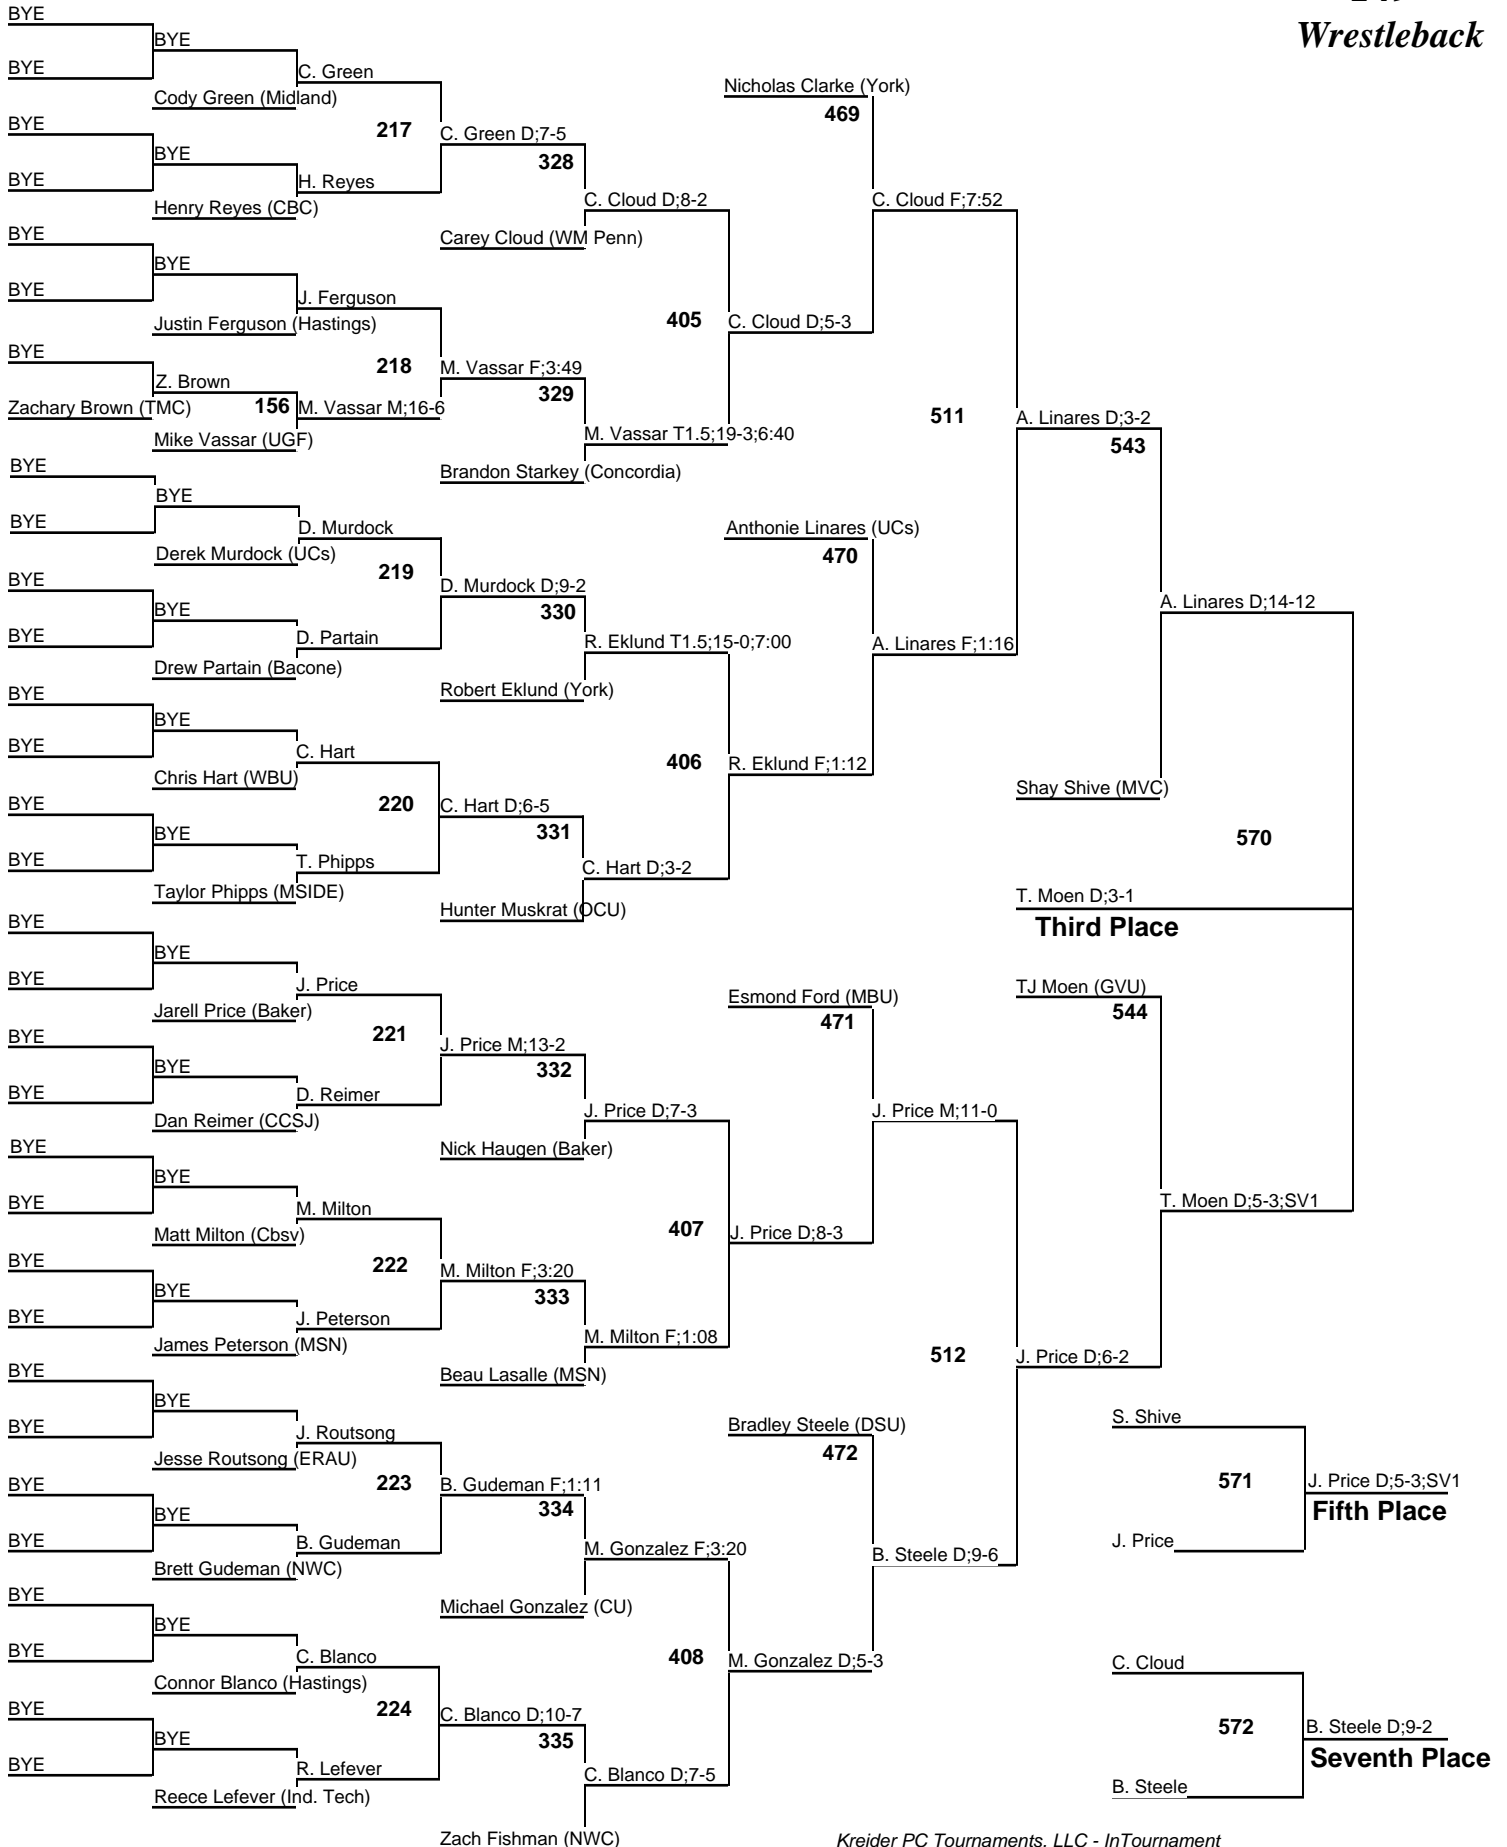 Wrestleback
BYE
BYE
BYE
C. Green
Cody Green (Midland)
217
BYE
BYE
BYE
H. Reyes
Henry Reyes (CBC)
C. Green D;7-5
328
C. Cloud D;8-2
Carey Cloud (WM Penn)
BYE
BYE
BYE
J. Ferguson
Justin Ferguson (Hastings)
218
BYE
Z. Brown
Zachary Brown (TMC)
156
M. Vassar M;16-6
Mike Vassar (UGF)
M. Vassar F;3:49
329
M. Vassar T1.5;19-3;6:40
Brandon Starkey (Concordia)
405
C. Cloud D;5-3
Nicholas Clarke (York)
469
C. Cloud F;7:52
BYE
BYE
BYE
D. Murdock
Derek Murdock (UCs)
219
BYE
BYE
BYE
D. Partain
Drew Partain (Bacone)
D. Murdock D;9-2
330
R. Eklund T1.5;15-0;7:00
Robert Eklund (York)
BYE
BYE
BYE
C. Hart
Chris Hart (WBU)
220
BYE
BYE
BYE
T. Phipps
Taylor Phipps (MSIDE)
C. Hart D;6-5
331
C. Hart D;3-2
Hunter Muskrat (OCU)
406
R. Eklund F;1:12
Anthonie Linares (UCs)
470
A. Linares F;1:16
511
A. Linares D;3-2
543
A. Linares D;14-12
Shay Shive (MVC)
570
T. Moen D;3-1
Third Place
BYE
BYE
BYE
J. Price
Jarell Price (Baker)
221
BYE
BYE
BYE
D. Reimer
Dan Reimer (CCSJ)
J. Price M;13-2
332
J. Price D;7-3
Nick Haugen (Baker)
BYE
BYE
BYE
M. Milton
Matt Milton (Cbsv)
222
BYE
BYE
BYE
J. Peterson
James Peterson (MSN)
M. Milton F;3:20
333
M. Milton F;1:08
Beau Lasalle (MSN)
407
J. Price D;8-3
Esmond Ford (MBU)
471
J. Price M;11-0
BYE
BYE
BYE
J. Routsong
Jesse Routsong (ERAU)
223
BYE
BYE
BYE
B. Gudeman
Brett Gudeman (NWC)
B. Gudeman F;1:11
334
M. Gonzalez F;3:20
Michael Gonzalez (CU)
BYE
BYE
BYE
C. Blanco
Connor Blanco (Hastings)
224
BYE
BYE
BYE
R. Lefever
Reece Lefever (Ind. Tech)
C. Blanco D;10-7
335
C. Blanco D;7-5
Zach Fishman (NWC)
408
M. Gonzalez D;5-3
Bradley Steele (DSU)
472
B. Steele D;9-6
512
J. Price D;6-2
TJ Moen (GVU)
544
T. Moen D;5-3;SV1
S. Shive
571
J. Price D;5-3;SV1
Fifth Place
J. Price
C. Cloud
572
B. Steele D;9-2
Seventh Place
B. Steele
Kreider PC Tournaments, LLC - InTournament